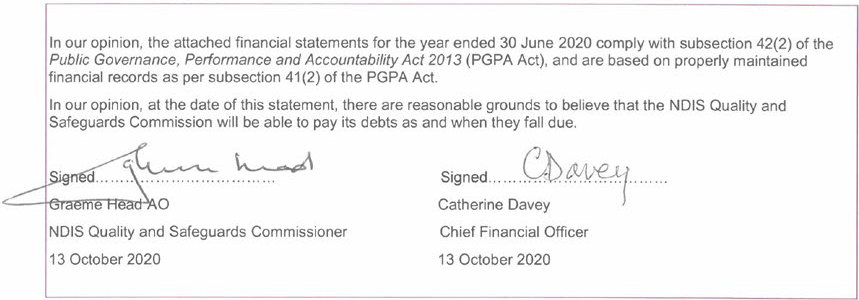 In our opinion, the attached financial statements for the year ended 30 June 2020 comply with subsection 42(2) of the
Public Governance, Performance and Accountability Act 2013 (PGPA Act), and are based on properly maintained
financial records as per subsection 41(2) of the PGPA Act.
In our opinion, at the date of this statement, there are reasonable grounds to believe that the NDIS Quality and
Safeguards Commission will be able to pay its debts as and when they fall due.
Signed.................................. Signed..................................
Graeme Head AO Catherine Davey
NDIS Quality and Safeguards Commissioner Chief Financial Officer
13 October 2020 13 October 2020